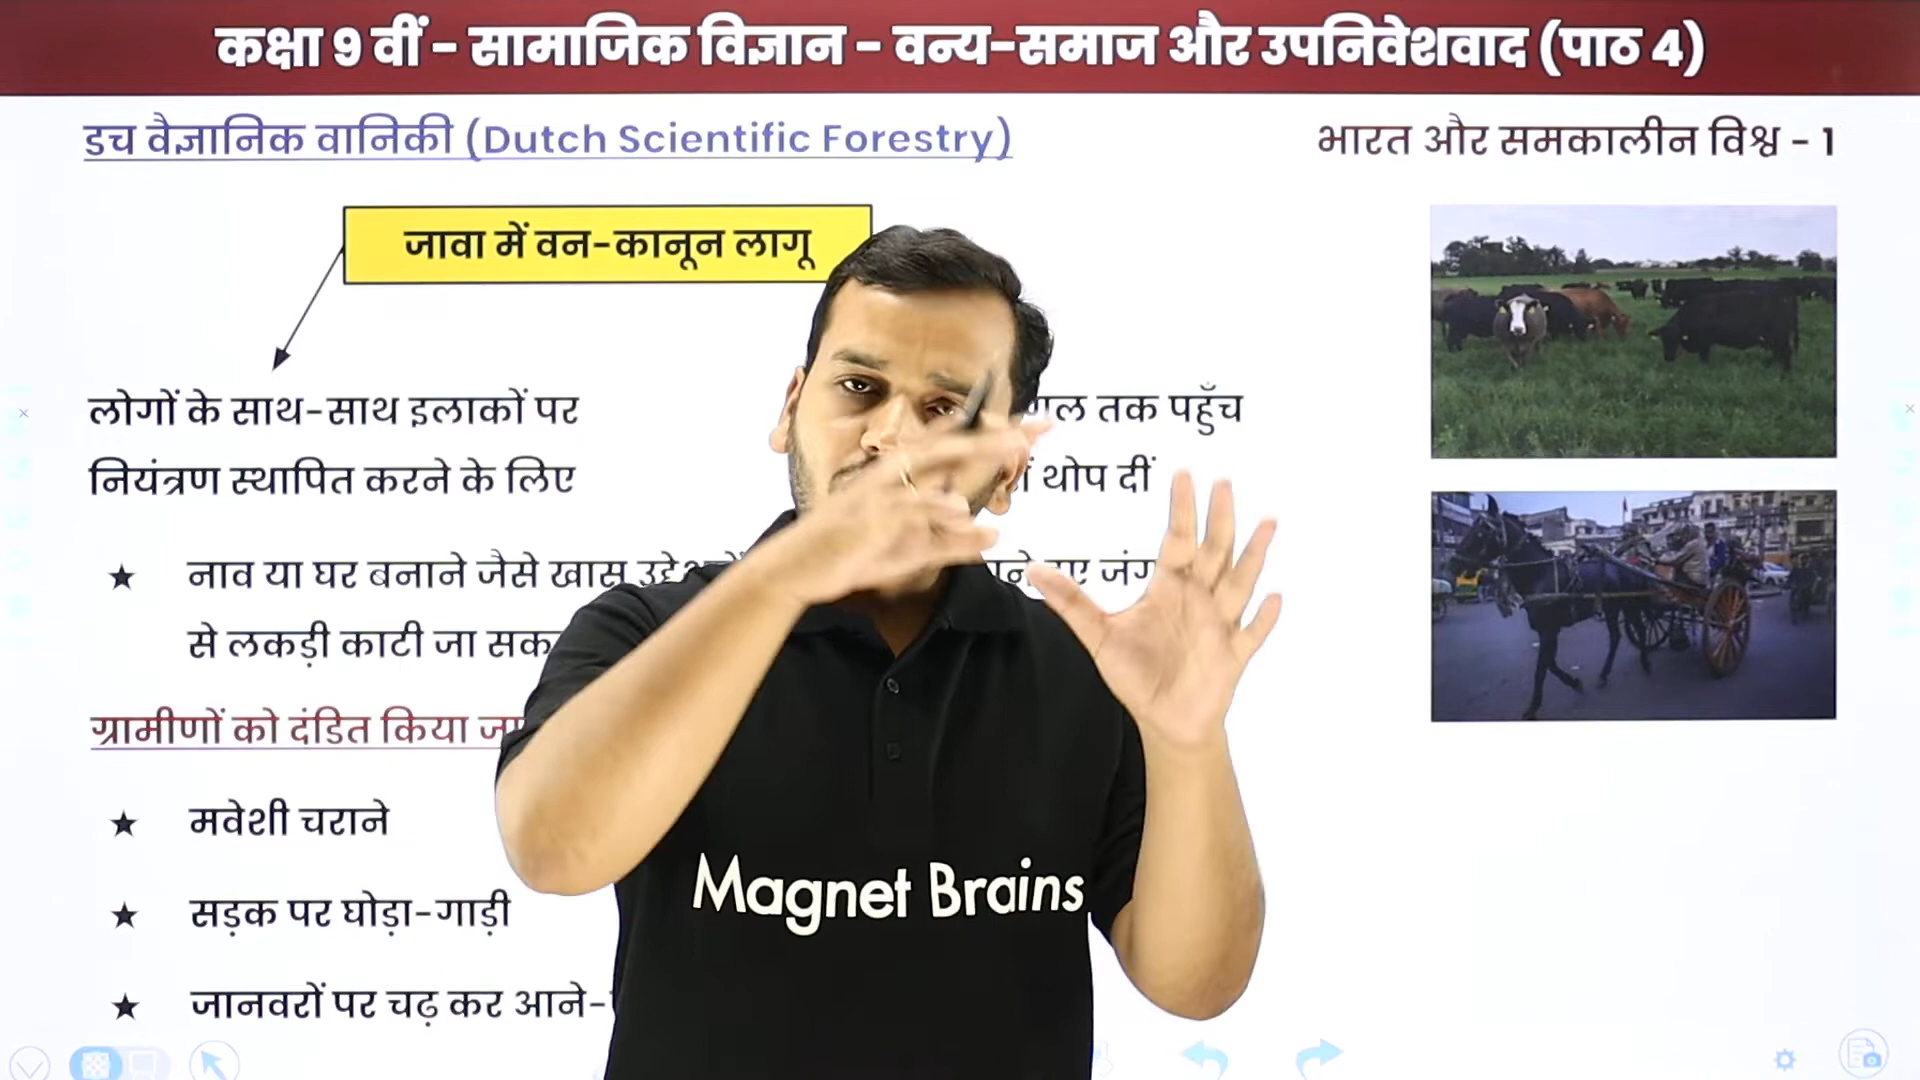 कक्षा 9 वीं - सामाजिक विज्ञान - वन्य-समाज और उपनिवेशवाद (पाठ 4)
डच वैज्ञानिक वानिकी (Dutch Scientific Forestry)
भारत और समकालीन विश्व - 1
जावा में वन-कानून लागू
लोगों के साथ-साथ इलाकों पर
नियंत्रण स्थापित करने के लिए
तक पहुँच
थोप दीं
★ नाव या घर बनाने जैसे खास
से लकड़ी काटी जा
ग्रामीणों को दंडित किया
★ मवेशी चराने
★ सड़क पर घोड़ा-गाड़ी
★ जानवरों पर चढ़ कर आने-
Magnet Brains